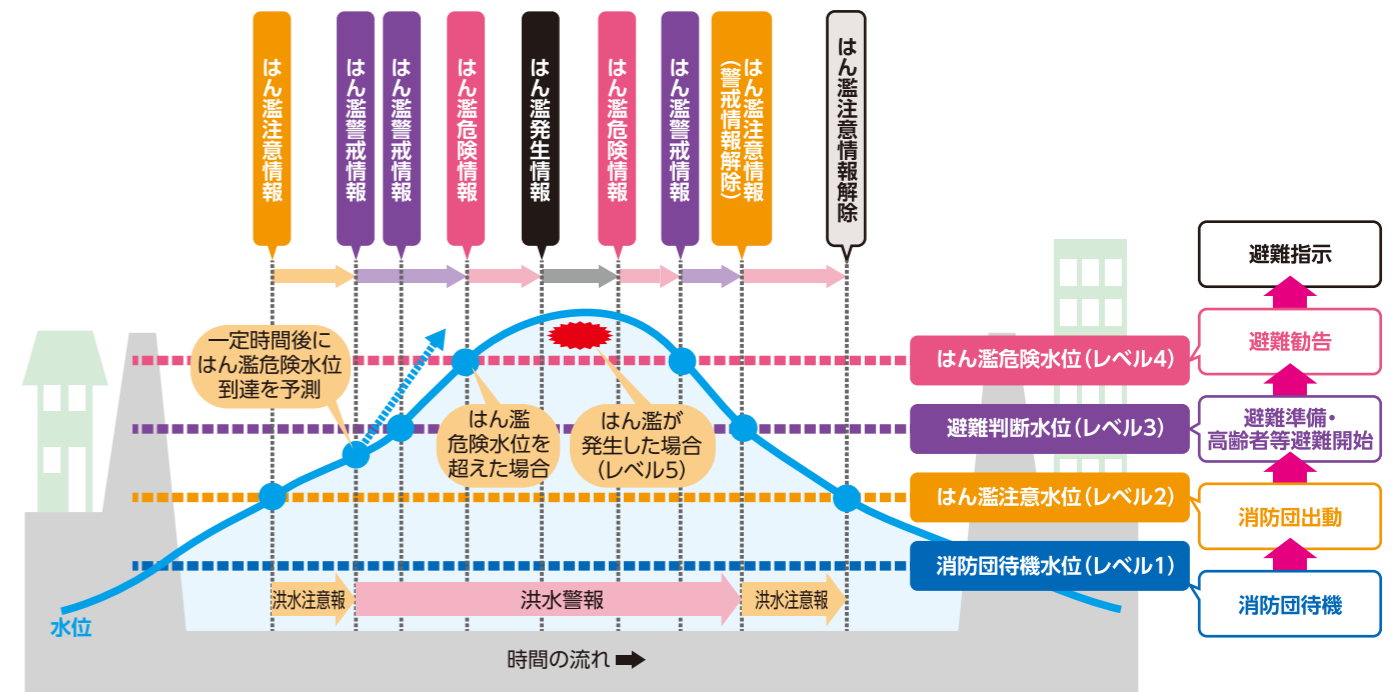 はん濫注意情報
はん濫警戒情報
はん濫警戒情報
はん濫危険情報
はん濫発生情報
はん濫危険情報
はん濫警戒情報
はん濫注意情報
(警戒情報解除)
はん濫注意情報解除
一定時間後に
はん濫危険水位
到達を予測
はん濫
危険水位を
超えた場合
はん濫が
発生した場合
(レベル5)
はん濫危険水位(レベル4)
避難判断水位(レベル3)
はん濫注意水位(レベル2)
消防団待機水位(レベル1)
避難指示
避難勧告
避難準備・
高齢者等避難開始
消防団出動
消防団待機
洪水注意報
洪水警報
洪水注意報
水位
時間の流れ